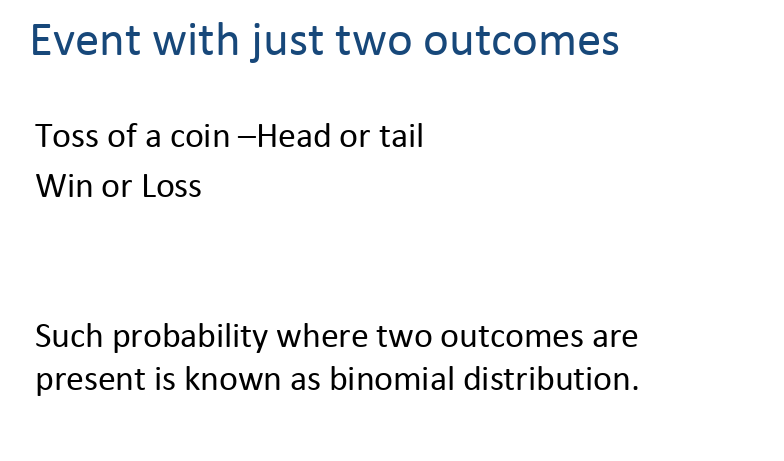 Event with just two outcomes
Toss of a coin –Head or tail
Win or Loss
Such probability where two outcomes are
present is known as binomial distribution.